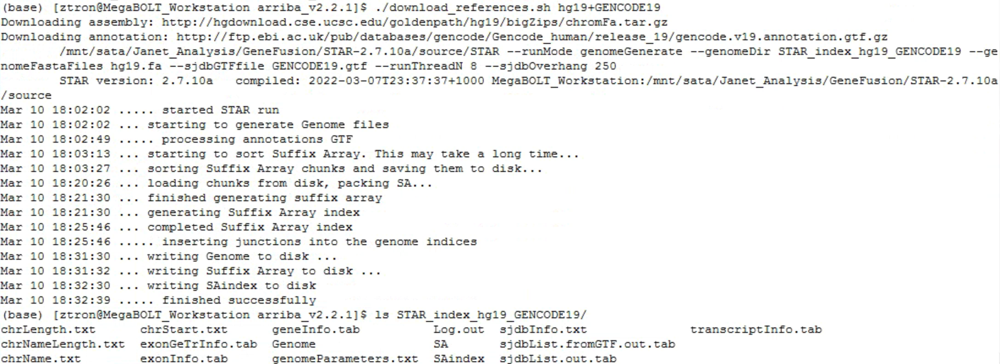 (base) [ztron@MegaBOLT_Workstation arriba_v2.2.1]$ ./download_references.sh hg19+GENCODE19
Downloading assembly: http://hgdownload.cse.ucsc.edu/goldenpath/hg19/bigZips/chromFa.tar.gz
Downloading annotation: http://ftp.ebi.ac.uk/pub/databases/gencode/Gencode_human/release_19/gencode.v19.annotation.gtf.gz
        /mnt/sata/Janet_Analysis/GeneFusion/STAR-2.7.10a/source/STAR --runMode genomeGenerate --genomeDir STAR_index_hg19_GENCODE19 --ge
nomeFastaFiles hg19.fa --sjdbGTFfile GENCODE19.gtf --runThreadN 8 --sjdbOverhang 250
        STAR version: 2.7.10a   compiled: 2022-03-07T23:37:37+1000 MegaBOLT_Workstation:/mnt/sata/Janet_Analysis/GeneFusion/STAR-2.7.10a
/source
Mar 10 18:02:02 ..... started STAR run
Mar 10 18:02:02 ... starting to generate Genome files
Mar 10 18:02:49 ..... processing annotations GTF
Mar 10 18:03:13 ... starting to sort Suffix Array. This may take a long time...
Mar 10 18:03:27 ... sorting Suffix Array chunks and saving them to disk...
Mar 10 18:20:26 ... loading chunks from disk, packing SA...
Mar 10 18:21:30 ... finished generating suffix array
Mar 10 18:21:30 ... generating Suffix Array index
Mar 10 18:25:46 ... completed Suffix Array index
Mar 10 18:25:46 ..... inserting junctions into the genome indices
Mar 10 18:31:30 ... writing Genome to disk ...
Mar 10 18:31:32 ... writing Suffix Array to disk ...
Mar 10 18:32:30 ... writing SAindex to disk
Mar 10 18:32:39 ..... finished successfully
(base) [ztron@MegaBOLT_Workstation arriba_v2.2.1]$ ls STAR_index_hg19_GENCODE19/
chrLength.txt      chrStart.txt      geneInfo.tab          Log.out  sjdbInfo.txt              transcriptInfo.tab
chrNameLength.txt  exonGeTrInfo.tab  Genome                SA       sjdbList.fromGTF.out.tab
chrName.txt        exonInfo.tab      genomeParameters.txt  SAindex  sjdbList.out.tab